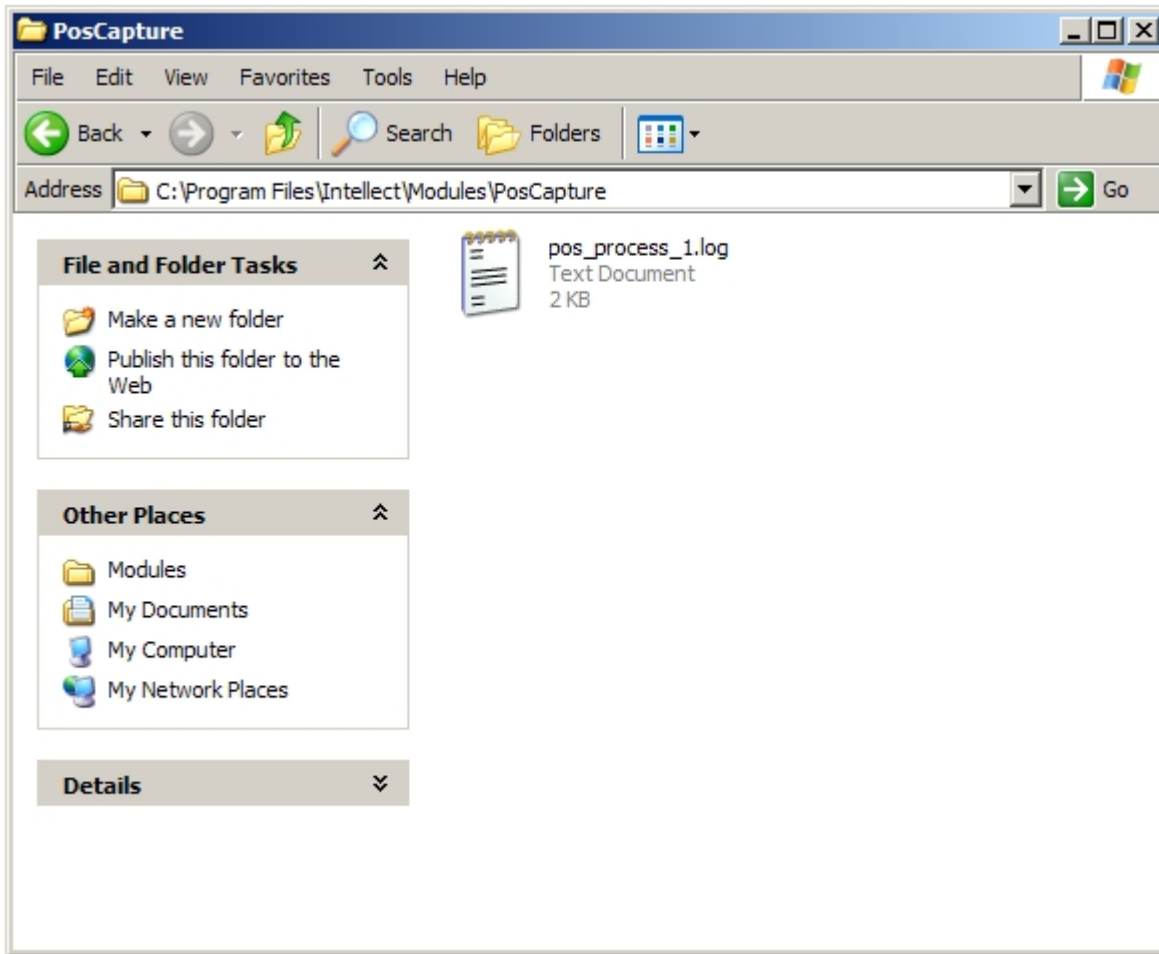 PosCapture
File Edit View Favorites Tools Help
Back Search Folders
Address C:\Program Files\Intellect\Modules\PosCapture Go
File and Folder Tasks
Make a new folder
Publish this folder to the
Web
Share this folder
Other Places
Modules
My Documents
My Computer
My Network Places
Details
pos_process_1.log
Text Document
2 KB